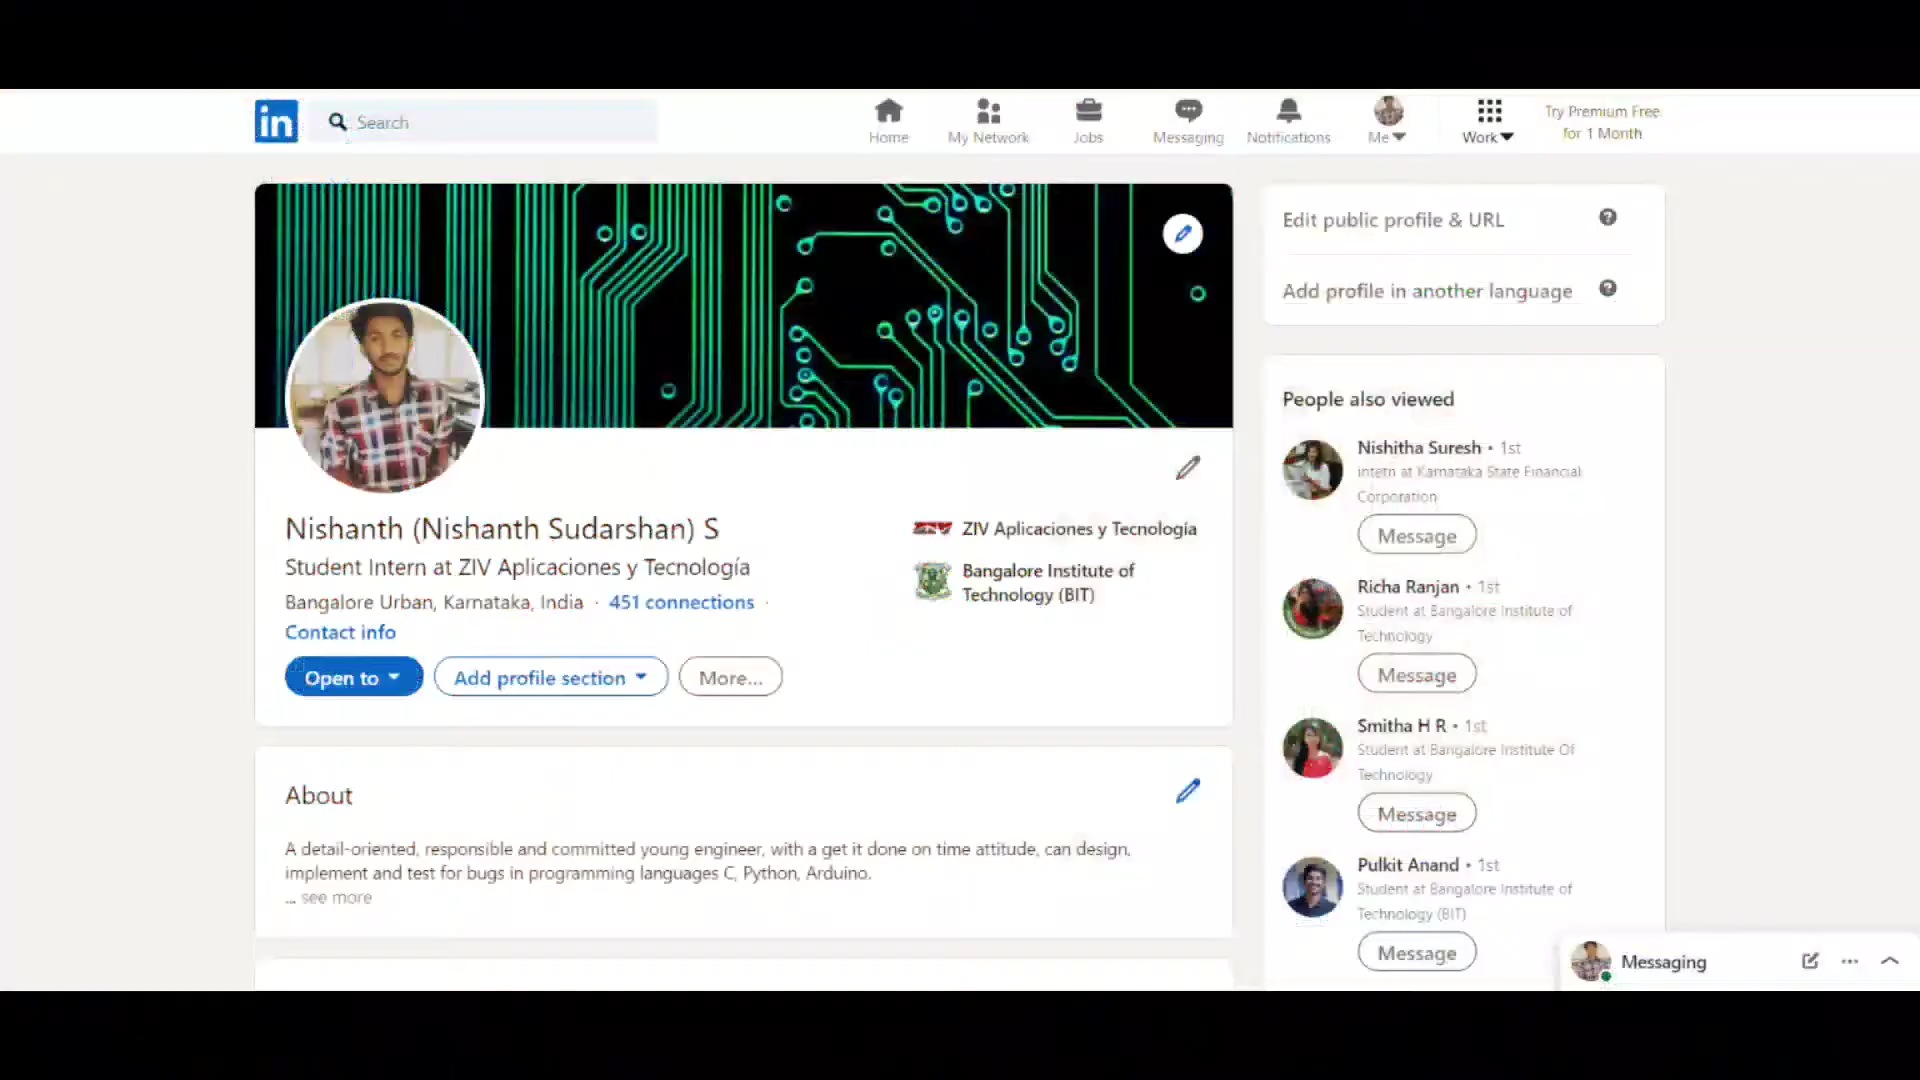 in
Search
Home
My Network
Jobs
Messaging
Notifications
Me
Work
Try Premium Free
for 1 Month
Nishanth (Nishanth Sudarshan) S
Student Intern at ZIV Aplicaciones y Tecnología
Bangalore Urban, Karnataka, India · 451 connections ·
Contact info
Open to
Add profile section
More...
ZIV ZIV Aplicaciones y Tecnología
Bangalore Institute of
Technology (BIT)
About
A detail-oriented, responsible and committed young engineer, with a get it done on time attitude, can design,
implement and test for bugs in programming languages C, Python, Arduino.
... see more
Edit public profile & URL
Add profile in another language
People also viewed
Nishitha Suresh • 1st
intern at Karnataka State Financial
Corporation
Message
Richa Ranjan • 1st
Student at Bangalore Institute of
Technology
Message
Smitha H R • 1st
Student at Bangalore Institute Of
Technology
Message
Pulkit Anand • 1st
Student at Bangalore Institute of
Technology (BIT)
Message
Messaging